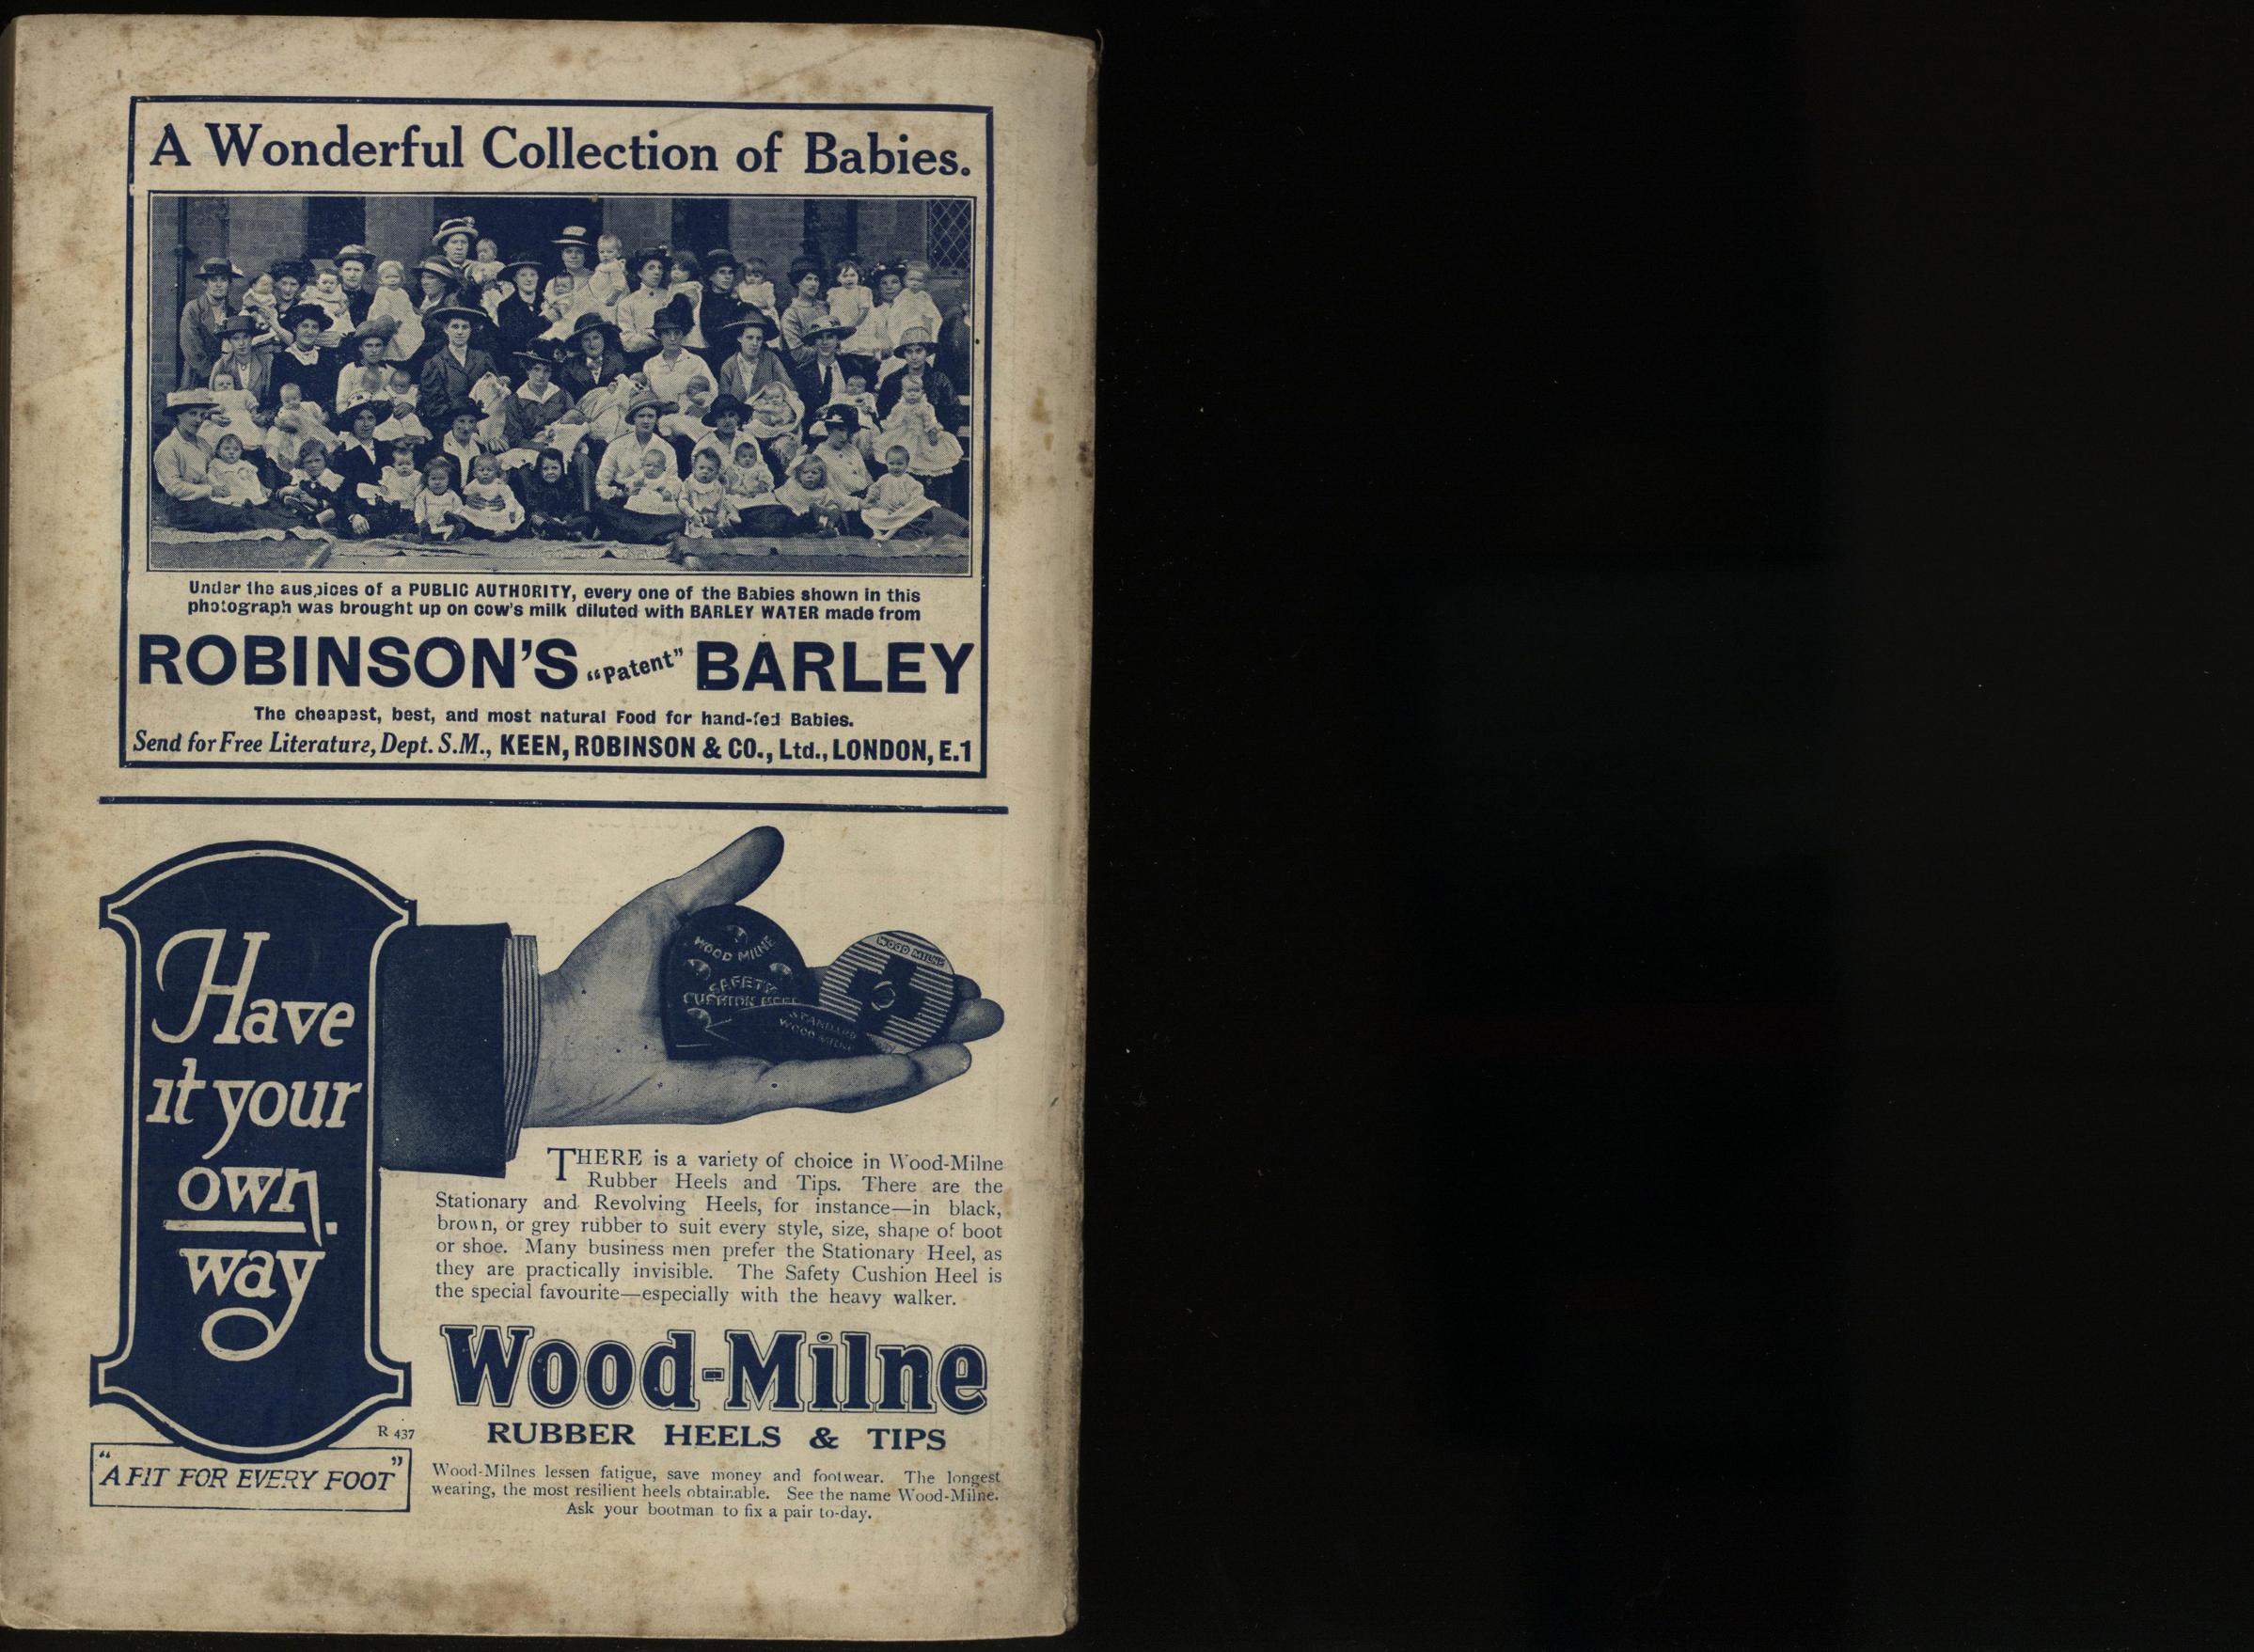 A Wonderful Collection of Babies.
Under the auspices of a PUBLIC AUTHORITY, every one of the Babies shown in this
photograph was brought up on cow's milk diluted with BARLEY WATER made from
ROBINSON'S "Patent" BARLEY
The cheapest, best, and most natural Food for hand-fed Babies.
Send for Free Literature, Dept. S.M., KEEN, ROBINSON & CO., Ltd., LONDON, E.1
Have
it your
own
way
WOOD MILNE
SAFETY
CUSHION HEEL
STANDARD
WOOD MILNE
WOOD MILNE
THERE is a variety of choice in Wood-Milne
Rubber Heels and Tips. There are the
Stationary and Revolving Heels, for instance—in black,
brown, or grey rubber to suit every style, size, shape of boot
or shoe. Many business men prefer the Stationary Heel, as
they are practically invisible. The Safety Cushion Heel is
the special favourite—especially with the heavy walker.
Wood-Milne
RUBBER HEELS & TIPS
R 437
"A FIT FOR EVERY FOOT"
Wood-Milnes lessen fatigue, save money and footwear. The longest
wearing, the most resilient heels obtainable. See the name Wood-Milne.
Ask your bootman to fix a pair to-day.